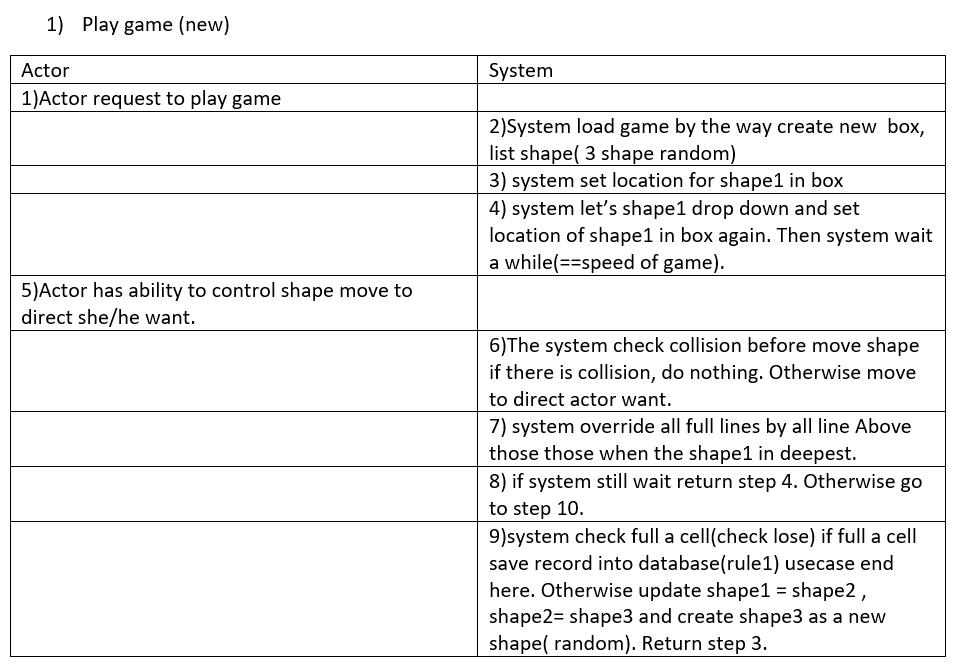 1) Play game (new)
Actor
System
1)Actor request to play game
2)System load game by the way create new box,
list shape( 3 shape random)
3) system set location for shape1 in box
4) system let's shape1 drop down and set
location of shape1 in box again. Then system wait
a while(==speed of game).
5)Actor has ability to control shape move to
direct she/he want.
6)The system check collision before move shape
if there is collision, do nothing. Otherwise move
to direct actor want.
7) system override all full lines by all line Above
those those when the shape1 in deepest.
8) if system still wait return step 4. Otherwise go
to step 10.
9)system check full a cell(check lose) if full a cell
save record into database(rule1) usecase end
here. Otherwise update shape1 = shape2 ,
shape2= shape3 and create shape3 as a new
shape( random). Return step 3.